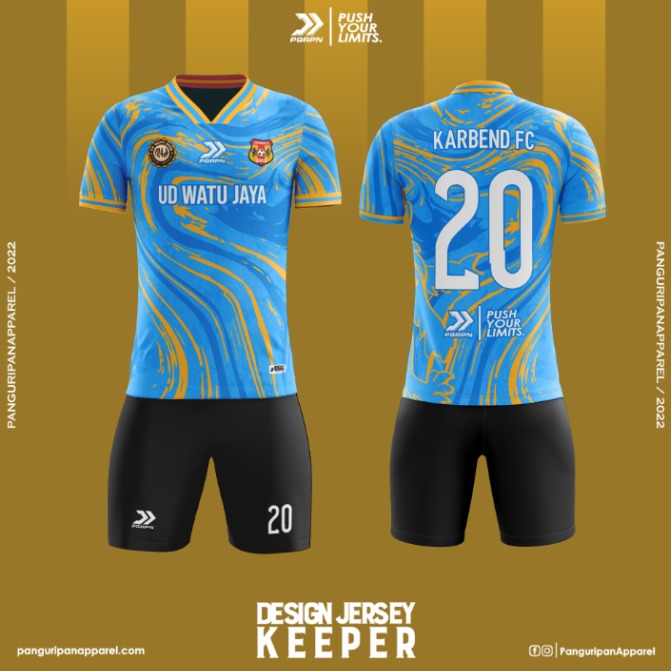 PGRPN
PUSH
YOUR
LIMITS.
PANGURIPANAPPAREL / 2022
PGRPN
UD WATU JAYA
PGRPN
20
KARBEND FC
20
PGRPN
PUSH
YOUR
LIMITS.
PANGURIPANAPPAREL / 2022
DESIGN JERSEY
KEEPER
panguripanapparel.com
PanguripanApparel